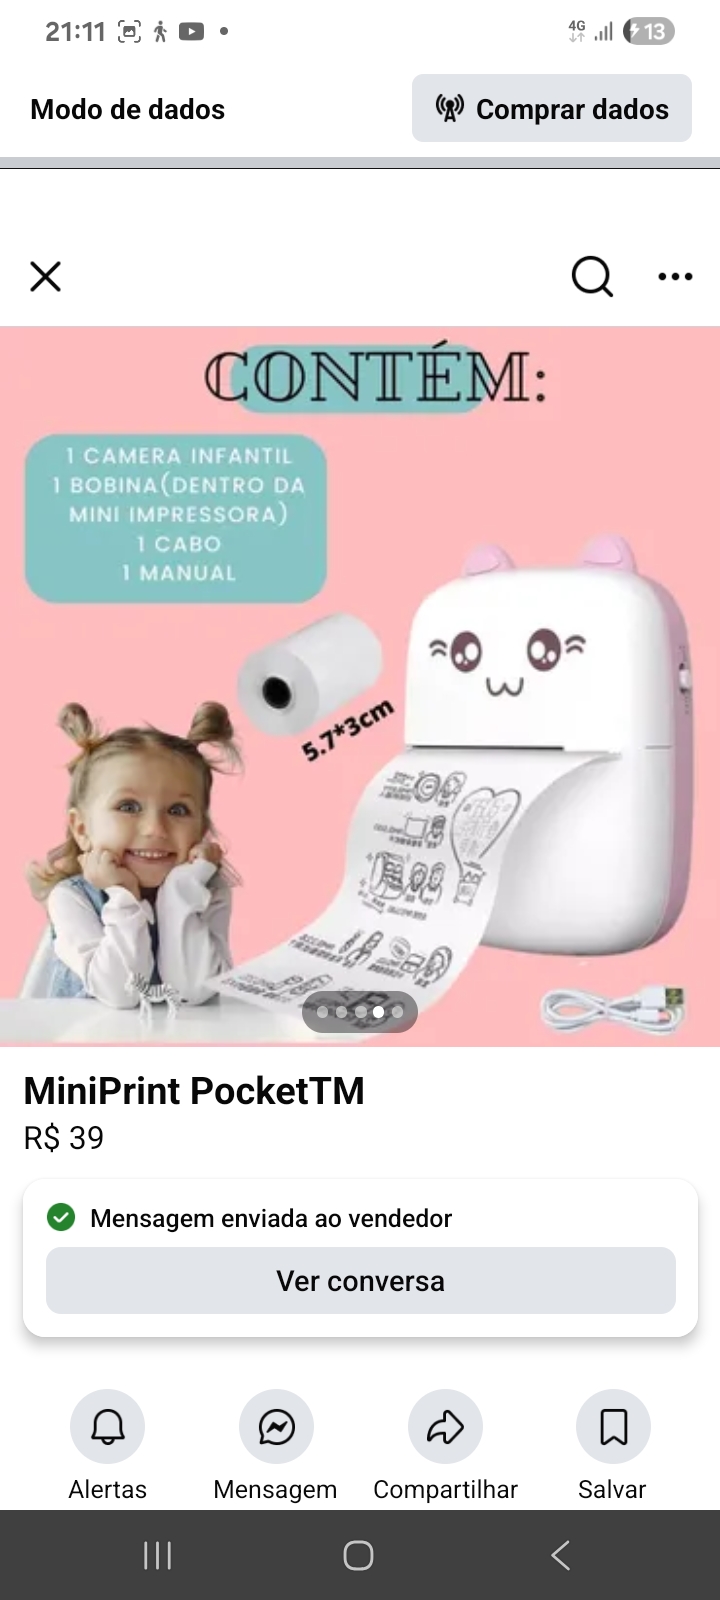 21:11
4G
13
Modo de dados
Comprar dados
CONTÉM:
1 CAMERA INFANTIL
1 BOBINA(DENTRO DA
MINI IMPRESSORA)
1 CABO
1 MANUAL
5.7*3cm
MiniPrint PocketTM
R$ 39
Mensagem enviada ao vendedor
Ver conversa
Alertas
Mensagem
Compartilhar
Salvar